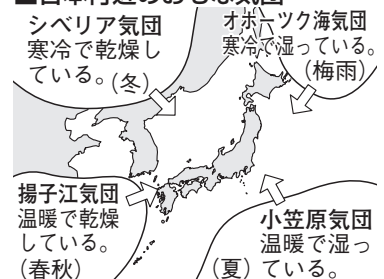 ■日本付近のおもな気団
シベリア気団
寒冷で乾燥し
ている。(冬)
オホーツク海気団
寒冷で湿っている。
(梅雨)
揚子江気団
温暖で乾燥
している。
(春秋)
小笠原気団
温暖で湿っ
(夏) ている。